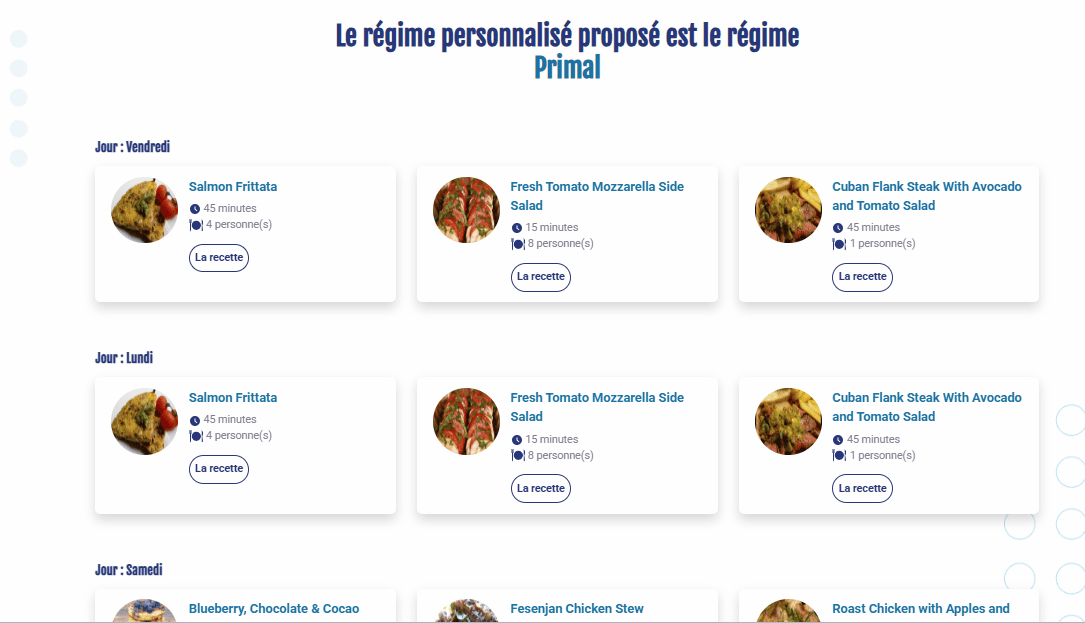 Le régime personnalisé proposé est le régime
Primal
Jour : Vendredi
Salmon Frittata
45 minutes
4 personne(s)
La recette
Fresh Tomato Mozzarella Side
Salad
15 minutes
8 personne(s)
La recette
Cuban Flank Steak With Avocado
and Tomato Salad
45 minutes
1 personne(s)
La recette
Jour : Lundi
Salmon Frittata
45 minutes
4 personne(s)
La recette
Fresh Tomato Mozzarella Side
Salad
15 minutes
8 personne(s)
La recette
Cuban Flank Steak With Avocado
and Tomato Salad
45 minutes
1 personne(s)
La recette
Jour : Samedi
Blueberry, Chocolate & Cocao
Fesenjan Chicken Stew
Roast Chicken with Apples and